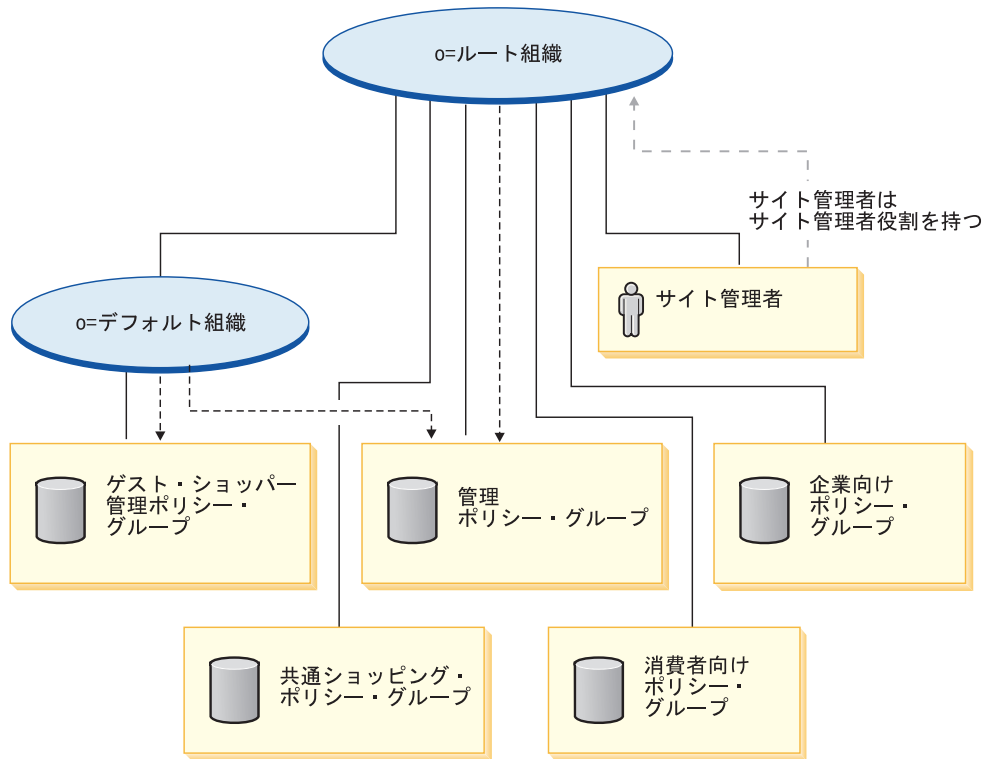 o=ルート組織
サイト管理者は
サイト管理者役割を持つ
サイト管理者
o=デフォルト組織
ゲスト・ショッパー
管理ポリシー・
グループ
管理
ポリシー・グループ
企業向け
ポリシー・
グループ
共通ショッピング・
ポリシー・グループ
消費者向け
ポリシー・
グループ